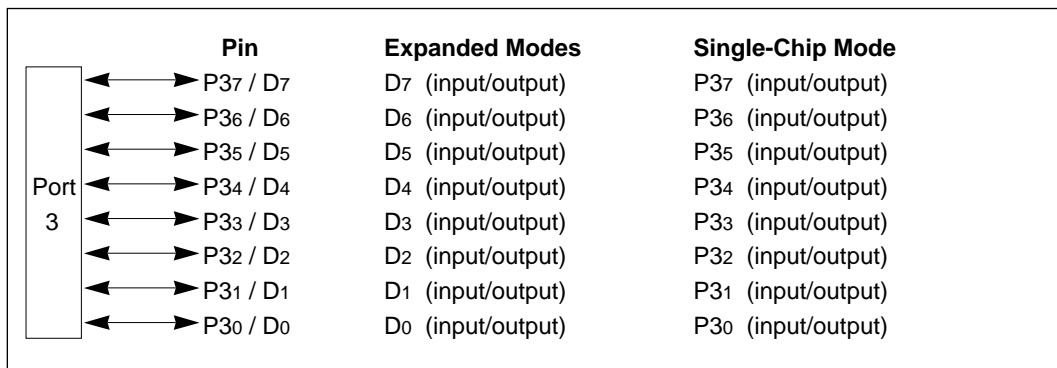 Pin Expanded Modes Single-Chip Mode
P37 / D7 D7 (input/output) P37 (input/output)
P36 / D6 D6 (input/output) P36 (input/output)
P35 / D5 D5 (input/output) P35 (input/output)
Port P34 / D4 D4 (input/output) P34 (input/output)
3 P33 / D3 D3 (input/output) P33 (input/output)
P32 / D2 D2 (input/output) P32 (input/output)
P31 / D1 D1 (input/output) P31 (input/output)
P30 / D0 D0 (input/output) P30 (input/output)